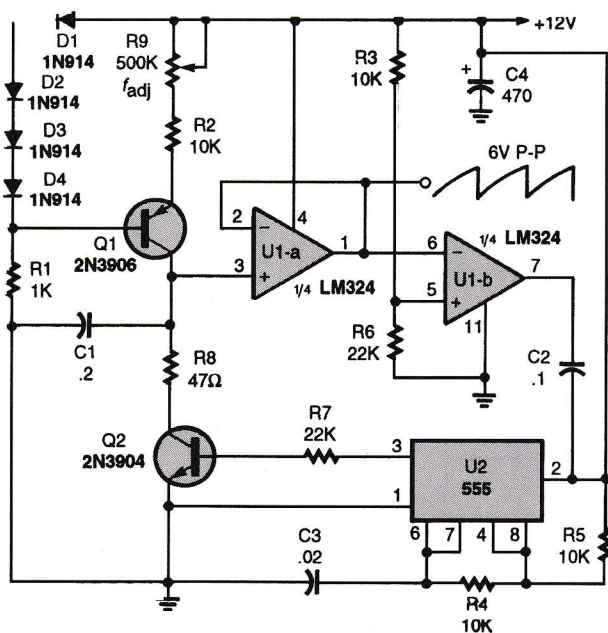 D1
1N914
D2
1N914
D3
1N914
D4
1N914
R9
500K
fadj
R2
10K
Q1
2N3906
R1
1K
C1
.2
R8
47Ω
Q2
2N3904
2
3
4
1
−
+
U1-a
1/4 LM324
R3
10K
+12V
+
C4
470
6V P-P
1/4 LM324
6
5
7
11
−
+
U1-b
R6
22K
C2
.1
R7
22K
3
1
2
U2
555
6
7
4
8
C3
.02
R4
10K
R5
10K